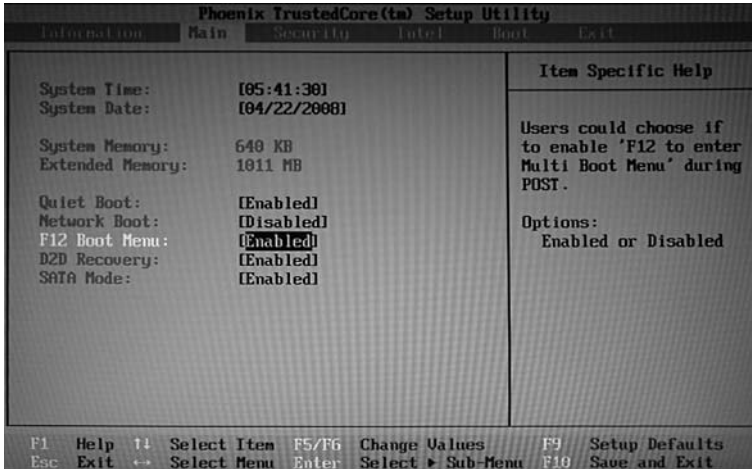 Phoenix TrustedCore(tm) Setup Utility
Information Main Security Intel Boot Exit
System Time: [05:41:30]
System Date: [04/22/2008]
System Memory: 640 KB
Extended Memory: 1011 MB
Quiet Boot: [Enabled]
Network Boot: [Disabled]
F12 Boot Menu: [Enabled]
D2D Recovery: [Enabled]
SATA Mode: [Enabled]
Item Specific Help
Users could choose if
to enable 'F12 to enter
Multi Boot Menu' during
POST.
Options:
Enabled or Disabled
F1 Help ↑↓ Select Item F5/F6 Change Values F9 Setup Defaults
Esc Exit ↔ Select Menu Enter Select ▶ Sub-Menu F10 Save and Exit